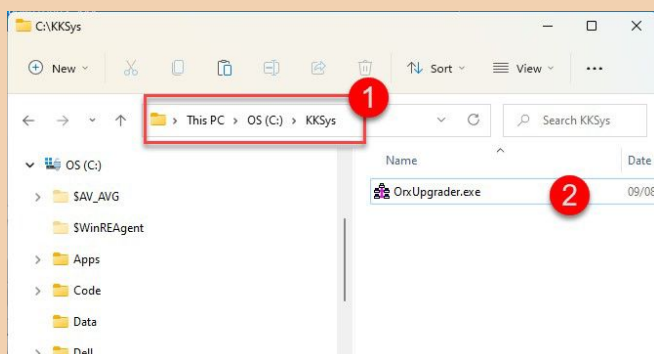 C:\KKSys
New Sort View ...
1
This PC > OS (C:) > KKSys Search KKSys
OS (C:) Name Date
$AV_AVG OrxUpgrader.exe 2 09/08
$WinREAgent
Apps
Code
Data
Dell